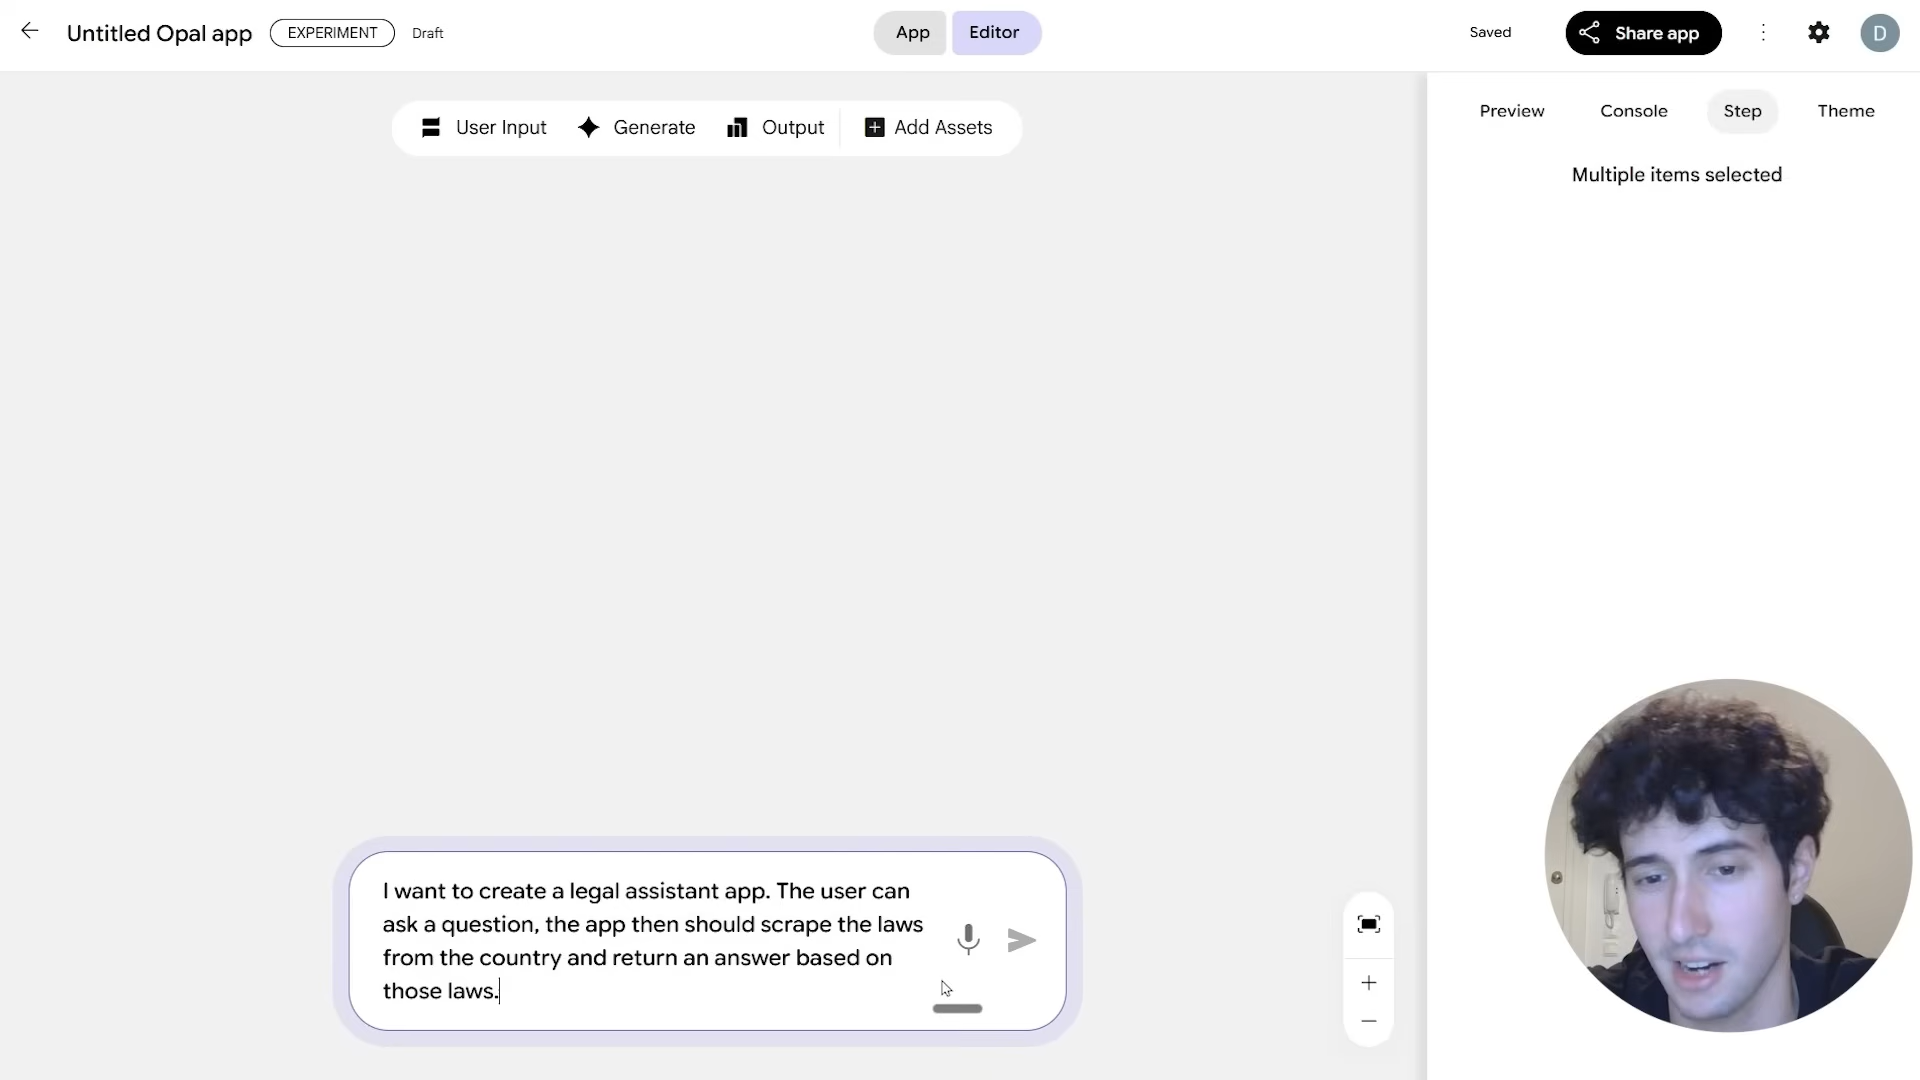 Untitled Opal app
EXPERIMENT
Draft
App
Editor
Saved
Share app
D
User Input
Generate
Output
Add Assets
Preview
Console
Step
Theme
Multiple items selected
I want to create a legal assistant app. The user can
ask a question, the app then should scrape the laws
from the country and return an answer based on
those laws.